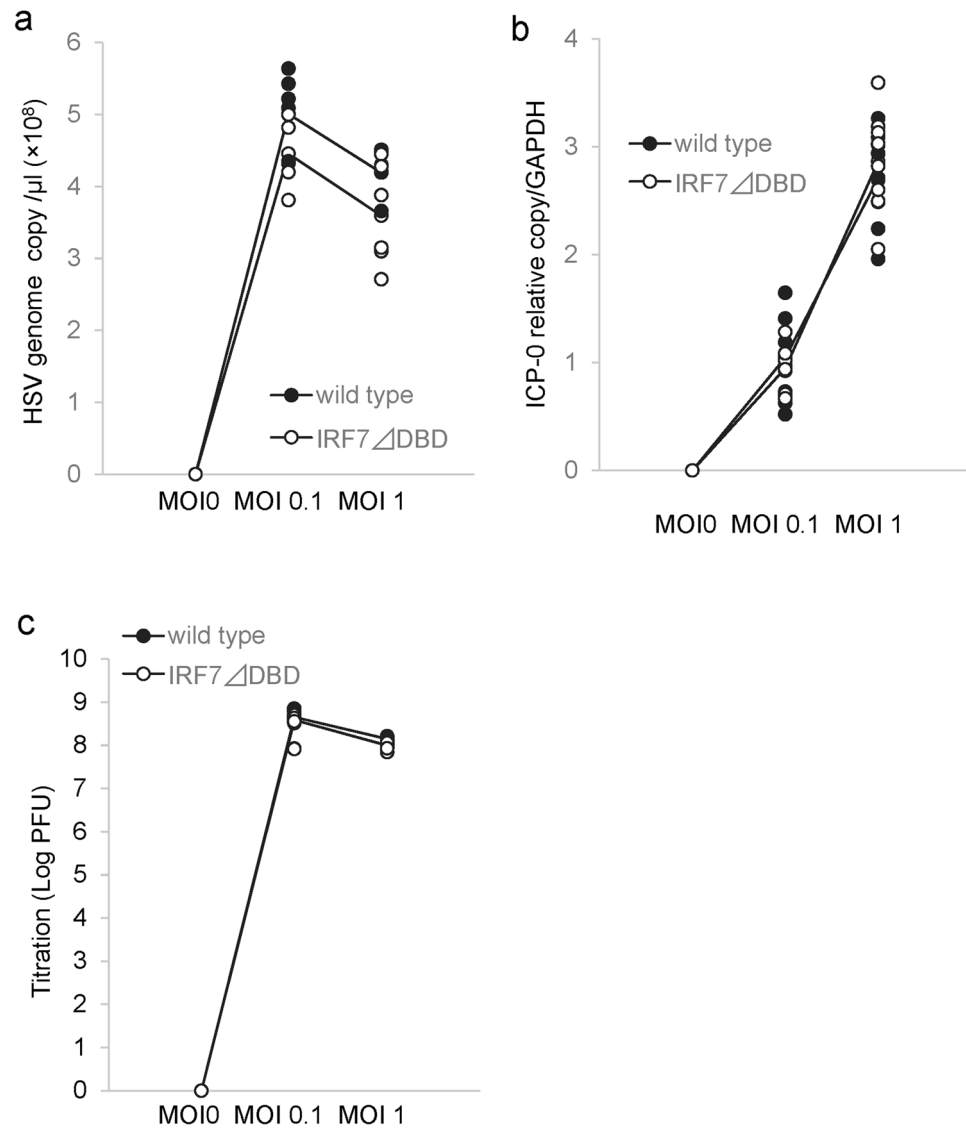 a
HSV genome copy /µl (×10⁸)
6
5
4
3
2
1
0
wild type
IRF7⊿DBD
MOI0 MOI 0.1 MOI 1
b
ICP-0 relative copy/GAPDH
4
3
2
1
0
wild type
IRF7⊿DBD
MOI0 MOI 0.1 MOI 1
c
wild type
IRF7⊿DBD
Titration (Log PFU)
10
9
8
7
6
5
4
3
2
1
0
MOI0 MOI 0.1 MOI 1